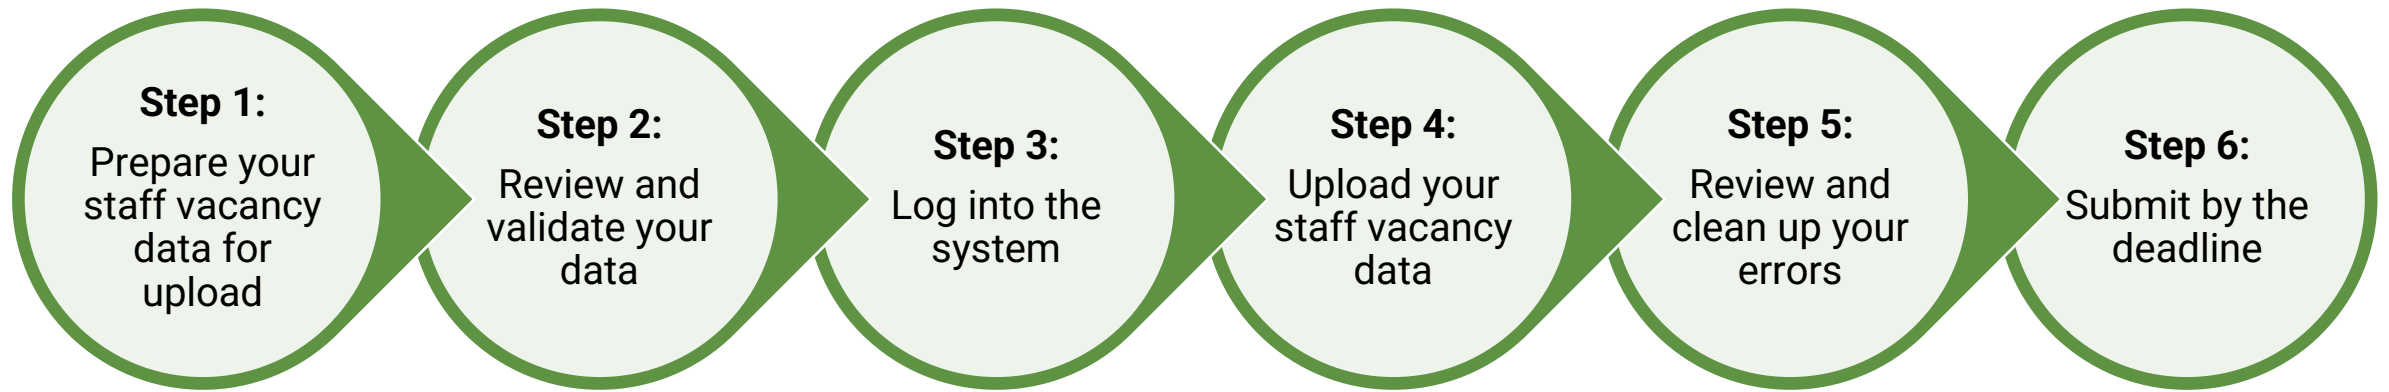 Step 1:
Prepare your
staff vacancy
data for
upload
Step 2:
Review and
validate your
data
Step 3:
Log into the
system
Step 4:
Upload your
staff vacancy
data
Step 5:
Review and
clean up your
errors
Step 6:
Submit by the
deadline